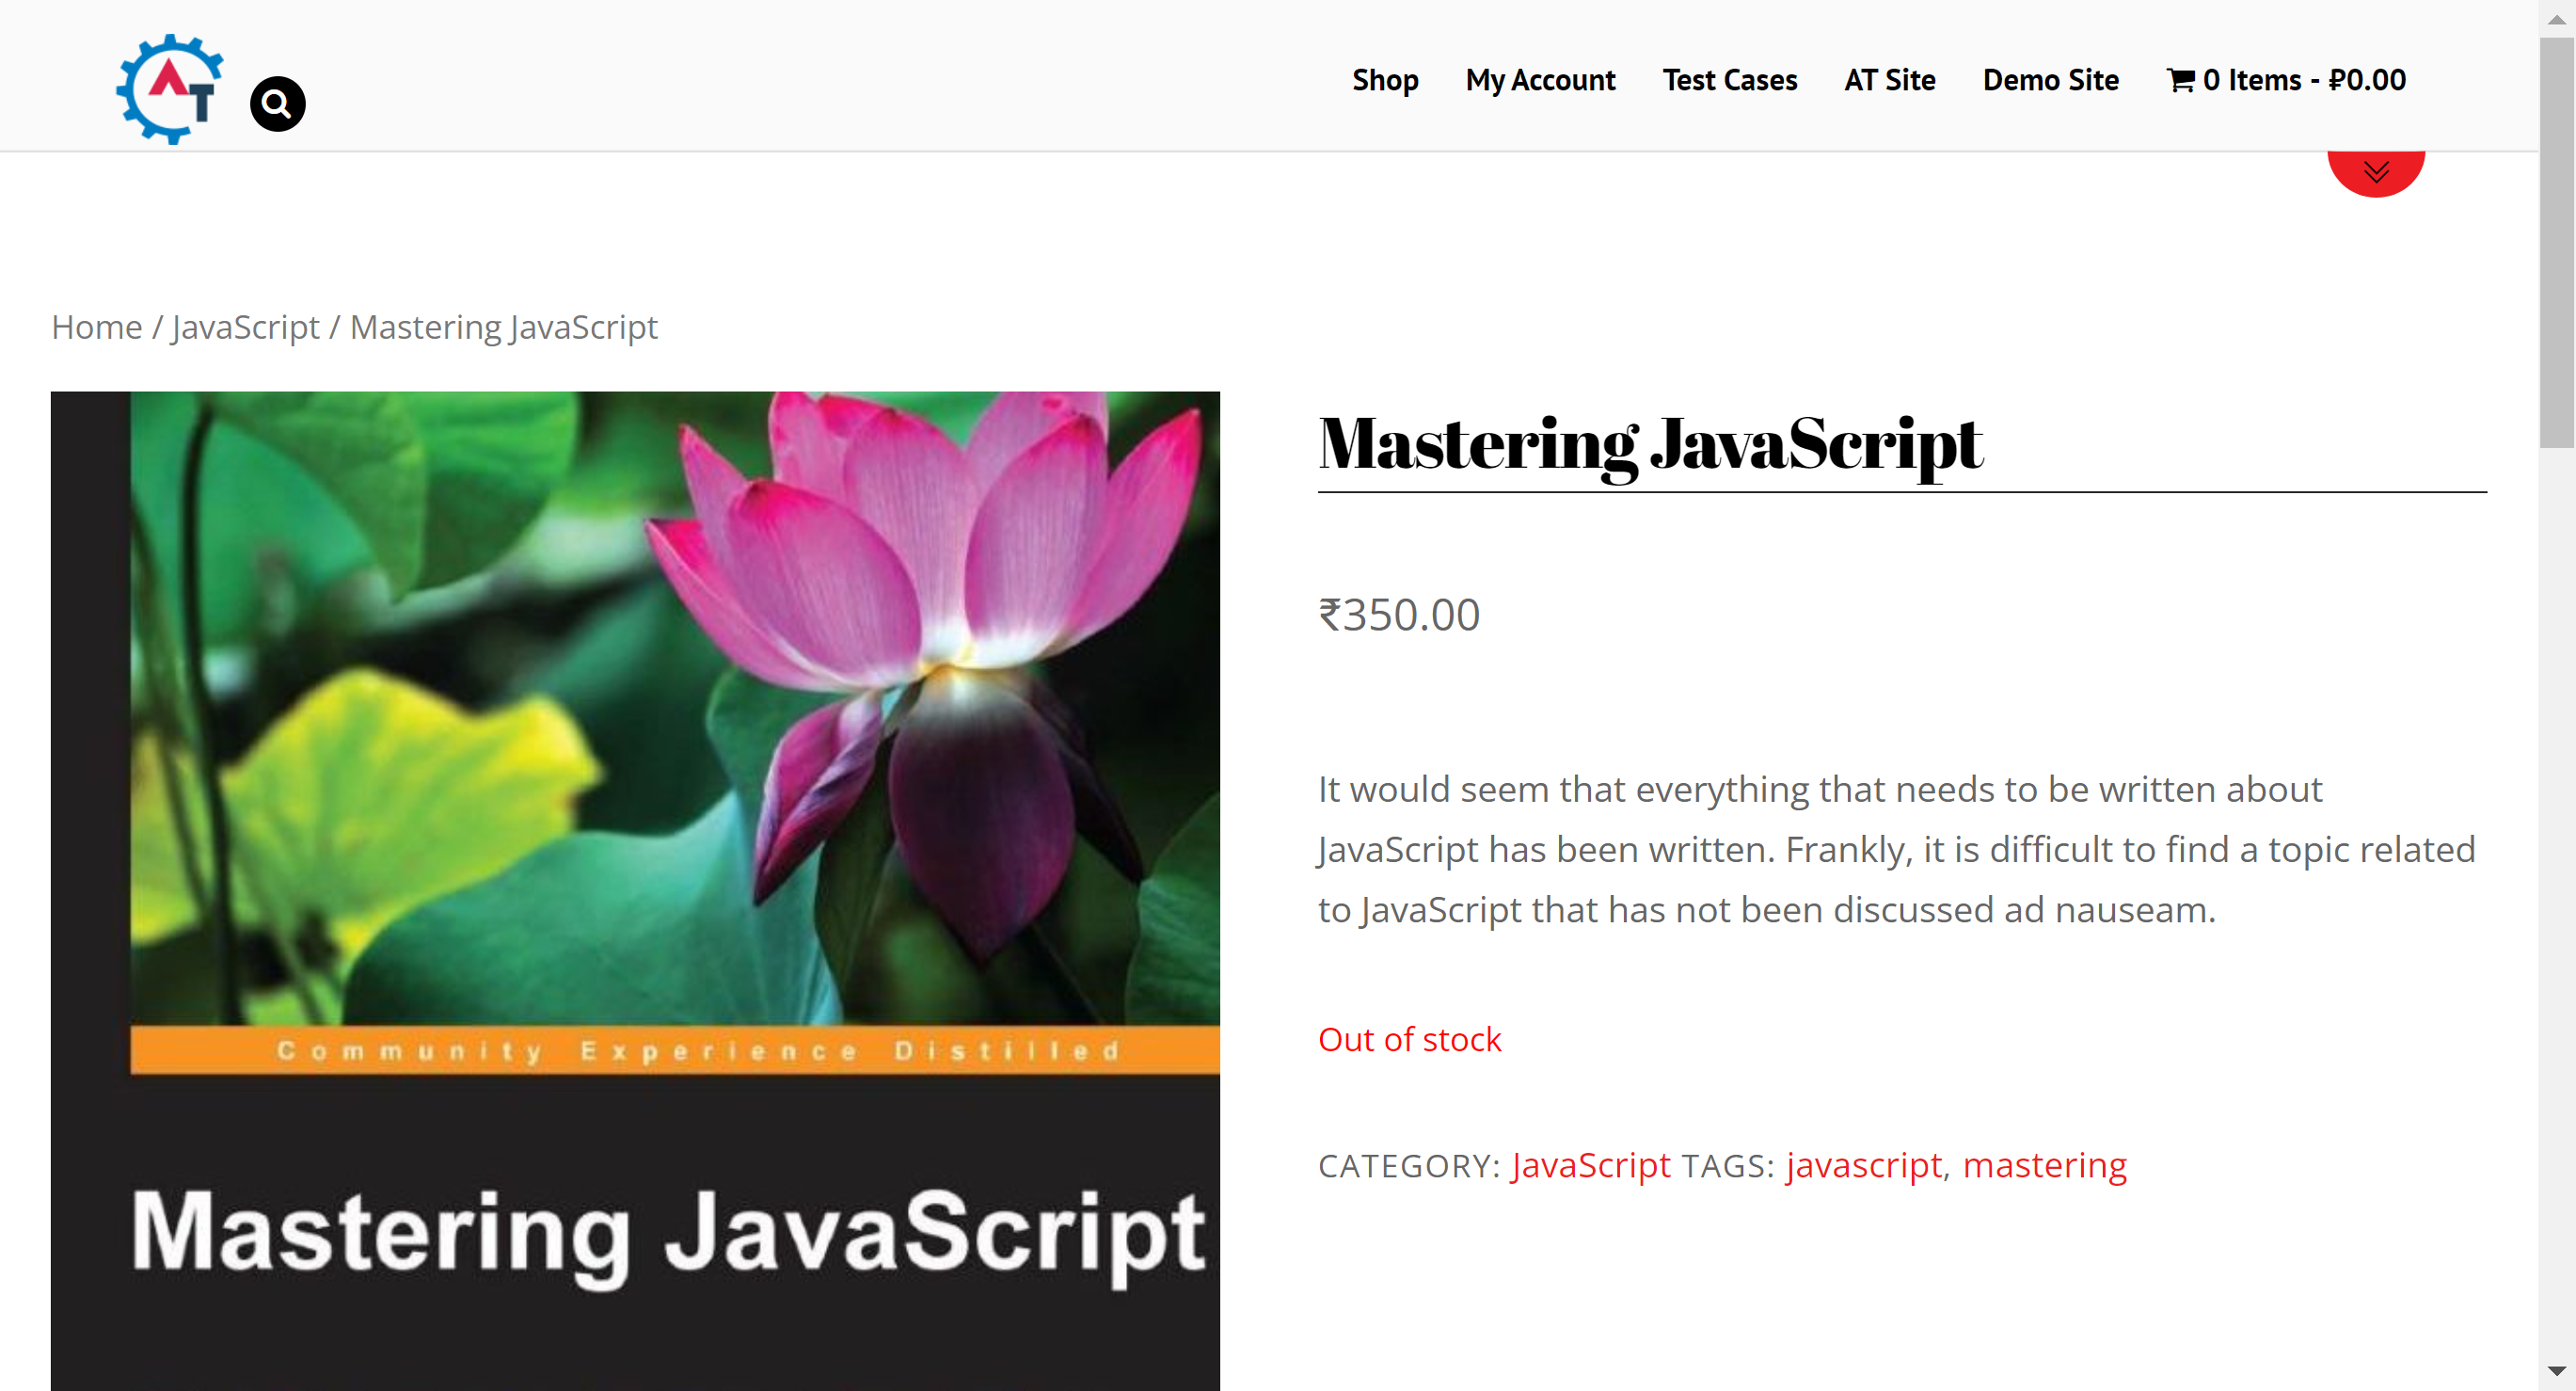 AT
Shop My Account Test Cases AT Site Demo Site 0 Items - ₽0.00
Home / JavaScript / Mastering JavaScript
Community Experience Distilled
Mastering JavaScript
Mastering JavaScript
₹350.00
It would seem that everything that needs to be written about
JavaScript has been written. Frankly, it is difficult to find a topic related
to JavaScript that has not been discussed ad nauseam.
Out of stock
CATEGORY: JavaScript TAGS: javascript, mastering